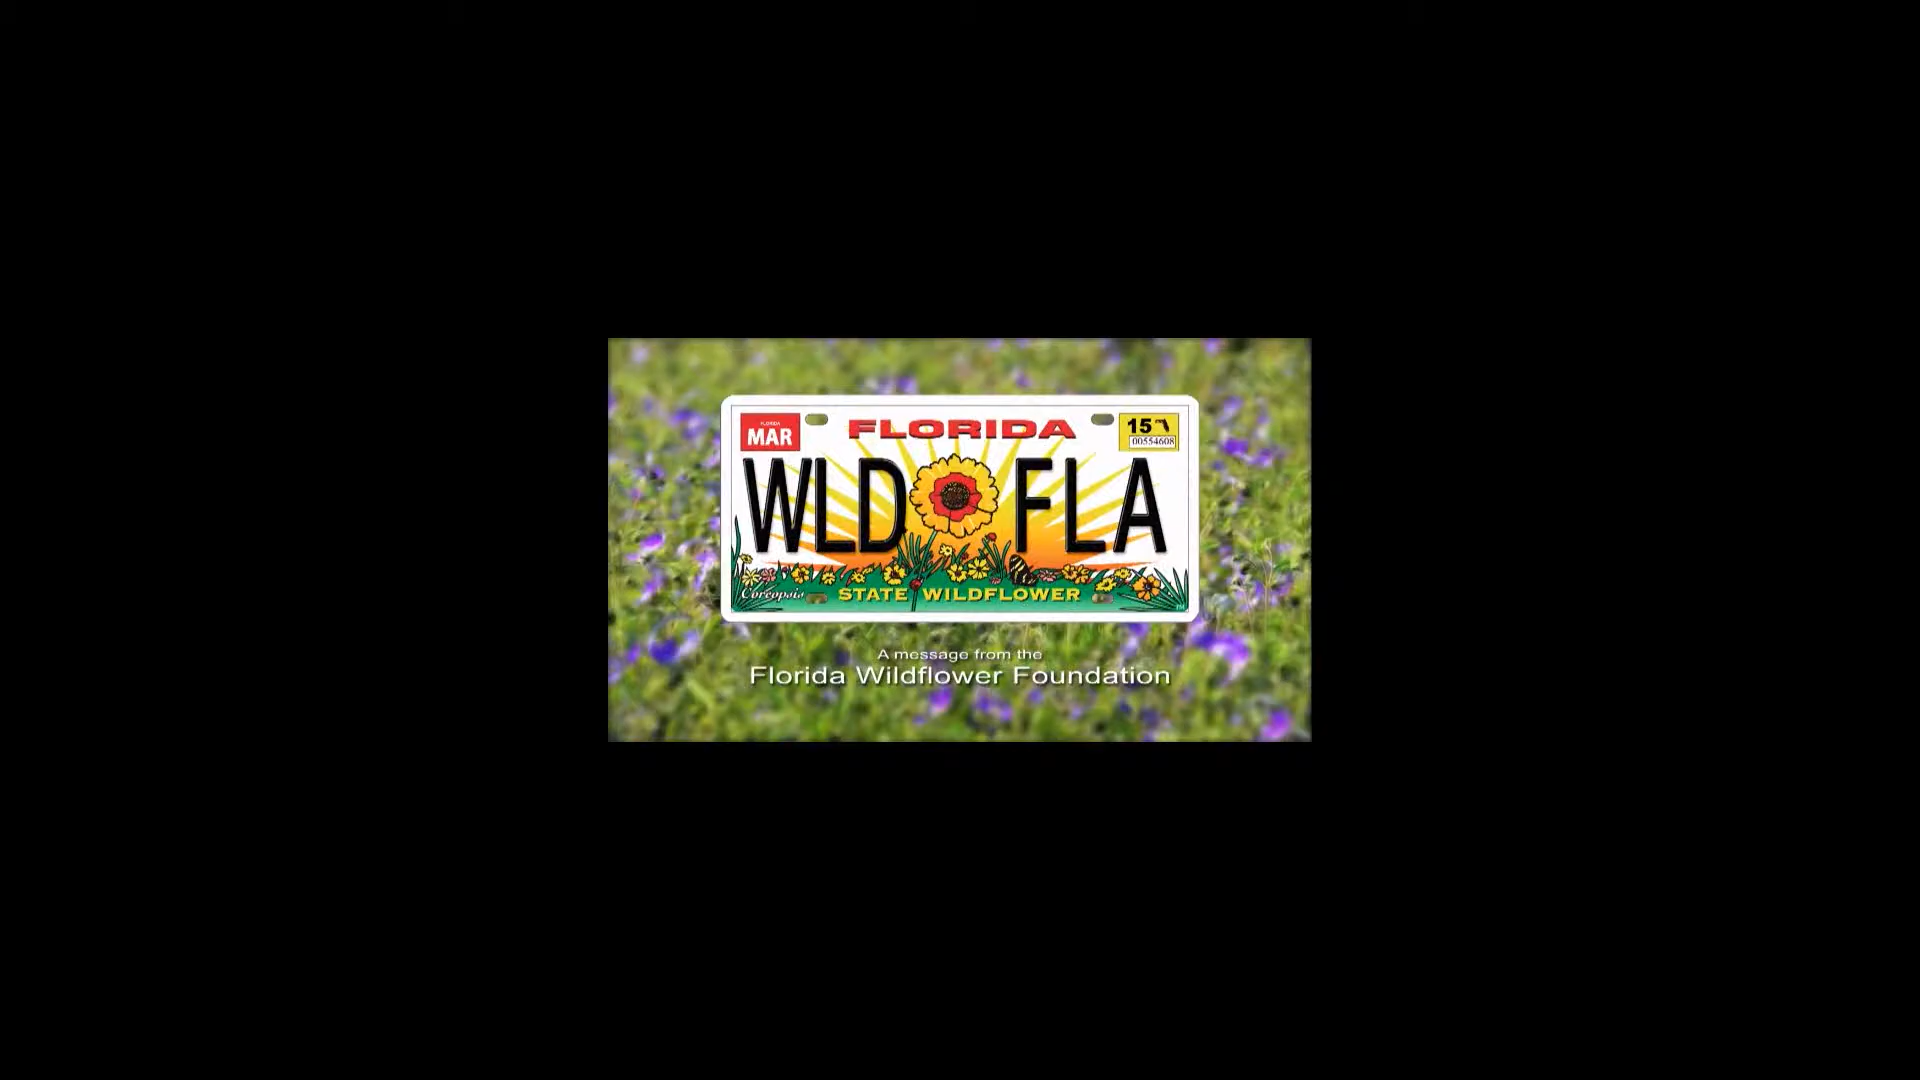 FLORIDA
MAR
FLORIDA
15
00554608
WLD FLA
Coreopsis
STATE WILDFLOWER
A message from the
Florida Wildflower Foundation